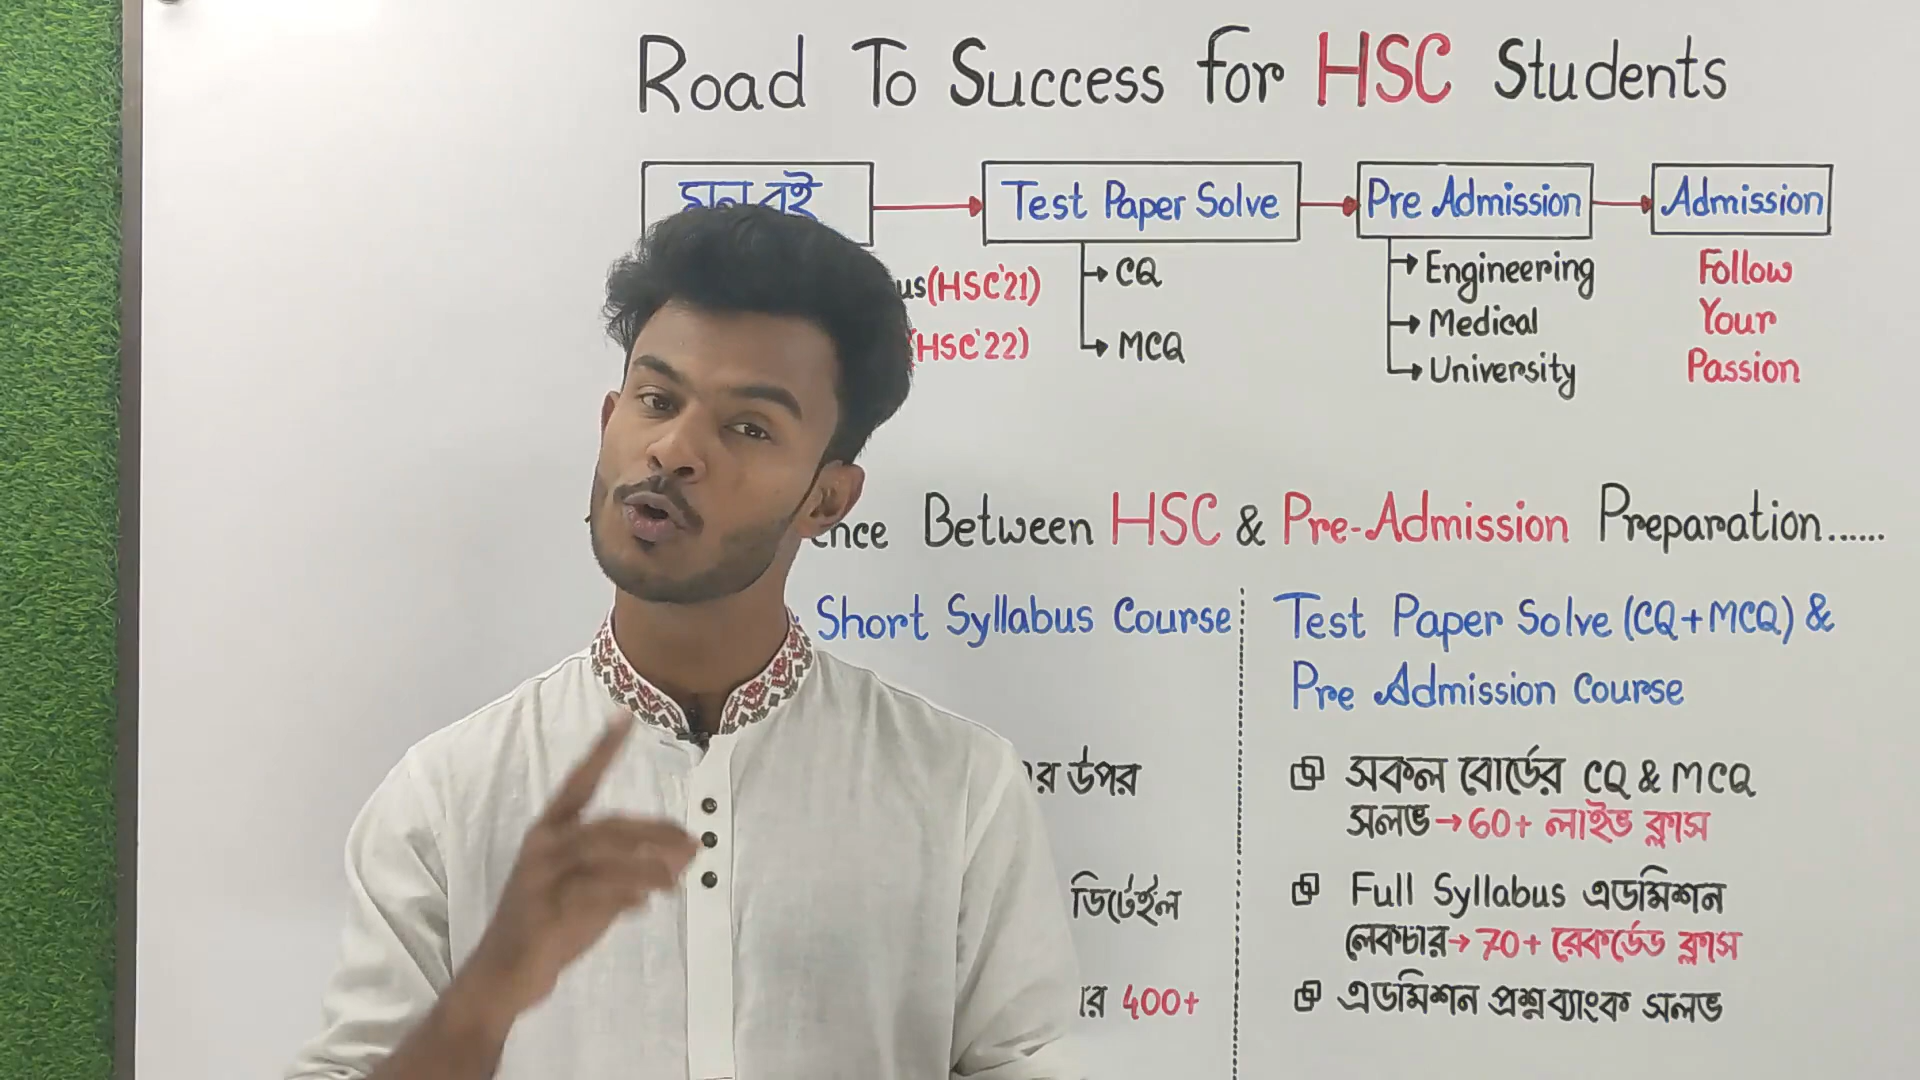 Road To Success for HSC Students
মূল বই
Test Paper Solve
Pre Admission
Admission
(HSC'21)
(HSC'22)
CQ
MCQ
Engineering
Medical
University
Follow
Your
Passion
Between HSC & Pre-Admission Preparation......
Short Syllabus Course
উপর
ডিটেইল
400+
Test Paper Solve (CQ+MCQ) &
Pre Admission Course
সকল বোর্ডের CQ & MCQ
সলভ→60+ লাইভ ক্লাস
Full Syllabus এডমিশন
লেকচার→70+ রেকর্ডেড ক্লাস
এডমিশন প্রশ্নব্যাংক সলভ